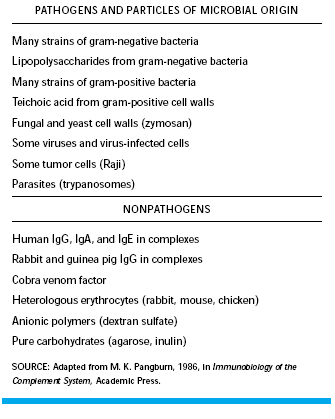 PATHOGENS AND PARTICLES OF MICROBIAL ORIGIN
Many strains of gram-negative bacteria
Lipopolysaccharides from gram-negative bacteria
Many strains of gram-positive bacteria
Teichoic acid from gram-positive cell walls
Fungal and yeast cell walls (zymosan)
Some viruses and virus-infected cells
Some tumor cells (Raji)
Parasites (trypanosomes)
NONPATHOGENS
Human IgG, IgA, and IgE in complexes
Rabbit and guinea pig IgG in complexes
Cobra venom factor
Heterologous erythrocytes (rabbit, mouse, chicken)
Anionic polymers (dextran sulfate)
Pure carbohydrates (agarose, inulin)
SOURCE: Adapted from M. K. Pangburn, 1986, in Immunobiology of the
Complement System, Academic Press.